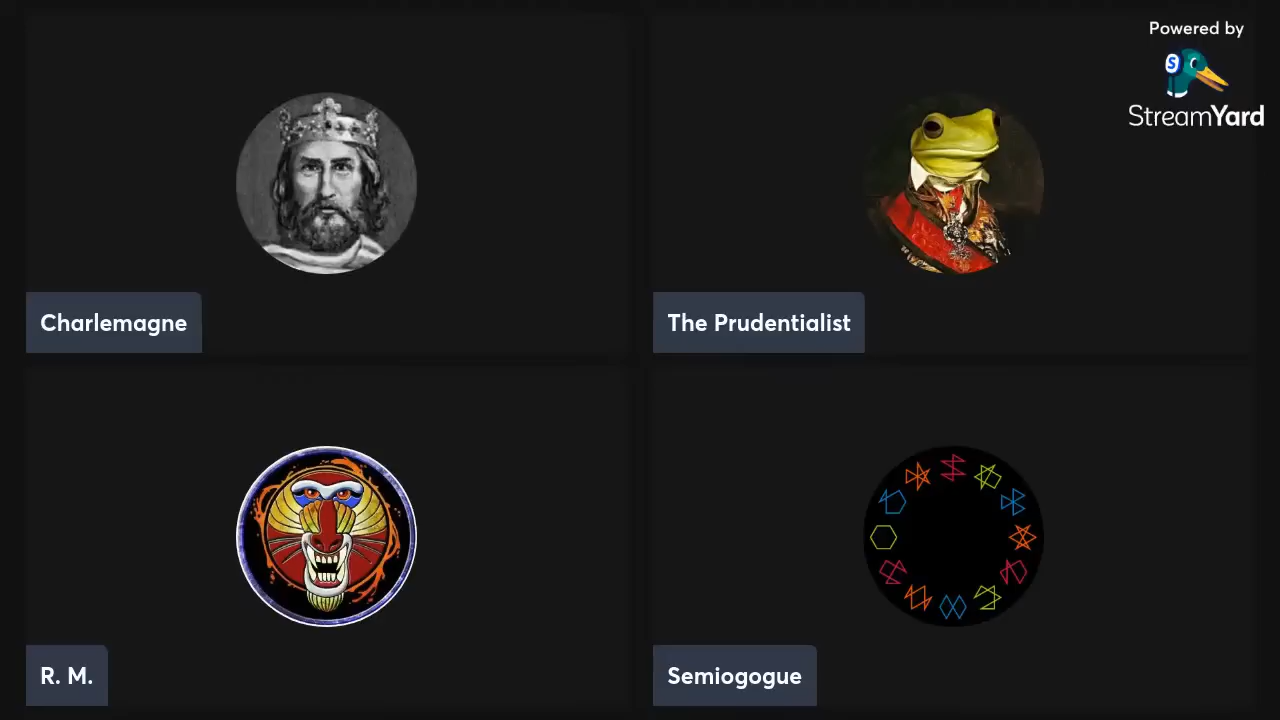 Powered by
StreamYard
Charlemagne
The Prudentialist
R. M.
Semiogogue